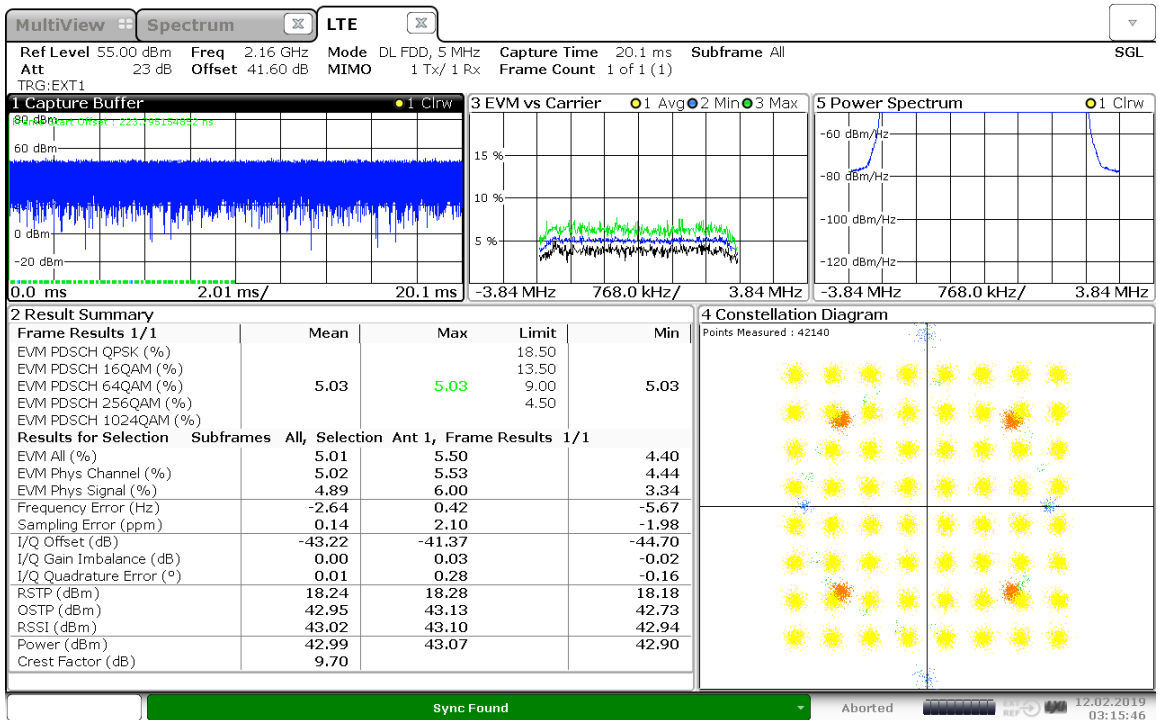 MultiView Spectrum LTE
Ref Level 55.00 dBm Freq 2.16 GHz Mode DL FDD, 5 MHz Capture Time 20.1 ms Subframe All SGL
Att 23 dB Offset 41.60 dB MIMO 1 Tx/ 1 Rx Frame Count 1 of 1 (1)
TRG:EXT1
1 Capture Buffer 1 Clrw
80 dBm
Frame Start Offset : 223.795154852 ns
60 dBm
0 dBm
-20 dBm
0.0 ms 2.01 ms/ 20.1 ms
3 EVM vs Carrier 1 Avg 2 Min 3 Max
15 %
10 %
5 %
-3.84 MHz 768.0 kHz/ 3.84 MHz
5 Power Spectrum 1 Clrw
-60 dBm/Hz
-80 dBm/Hz
-100 dBm/Hz
-120 dBm/Hz
-3.84 MHz 768.0 kHz/ 3.84 MHz
2 Result Summary
Frame Results 1/1 Mean Max Limit Min
EVM PDSCH QPSK (%) 18.50
EVM PDSCH 16QAM (%) 13.50
EVM PDSCH 64QAM (%) 5.03 5.03 9.00 5.03
EVM PDSCH 256QAM (%) 4.50
EVM PDSCH 1024QAM (%)
Results for Selection Subframes All, Selection Ant 1, Frame Results 1/1
EVM All (%) 5.01 5.50 4.40
EVM Phys Channel (%) 5.02 5.53 4.44
EVM Phys Signal (%) 4.89 6.00 3.34
Frequency Error (Hz) -2.64 0.42 -5.67
Sampling Error (ppm) 0.14 2.10 -1.98
I/Q Offset (dB) -43.22 -41.37 -44.70
I/Q Gain Imbalance (dB) 0.00 0.03 -0.02
I/Q Quadrature Error (°) 0.01 0.28 -0.16
RSTP (dBm) 18.24 18.28 18.18
OSTP (dBm) 42.95 43.13 42.73
RSSI (dBm) 43.02 43.10 42.94
Power (dBm) 42.99 43.07 42.90
Crest Factor (dB) 9.70
4 Constellation Diagram
Points Measured : 42140
Sync Found Aborted
EXT
REF
12.02.2019
03:15:46